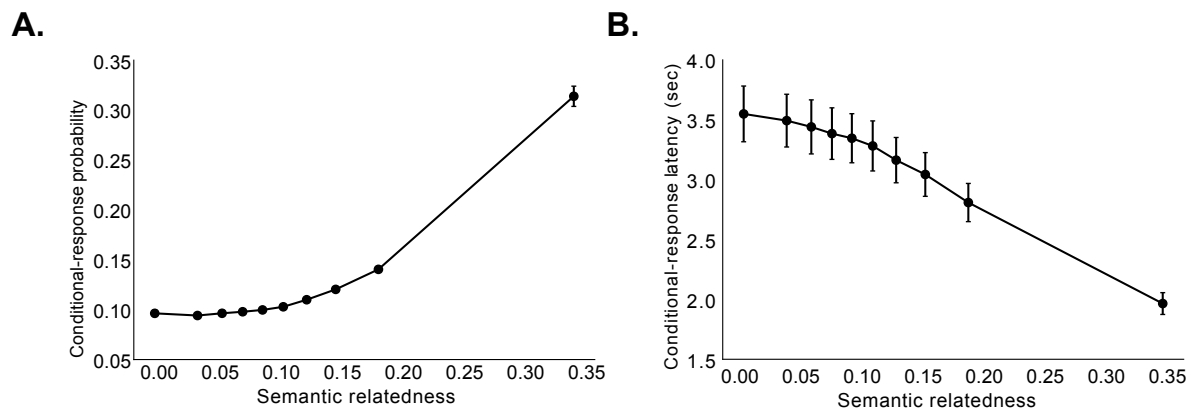 A.
Conditional-response probability
0.35
0.30
0.25
0.20
0.15
0.10
0.05
0.00 0.05 0.10 0.15 0.20 0.25 0.30 0.35
Semantic relatedness
B.
Conditional-response latency (sec)
4.0
3.5
3.0
2.5
2.0
1.5
0.00 0.05 0.10 0.15 0.20 0.25 0.30 0.35
Semantic relatedness